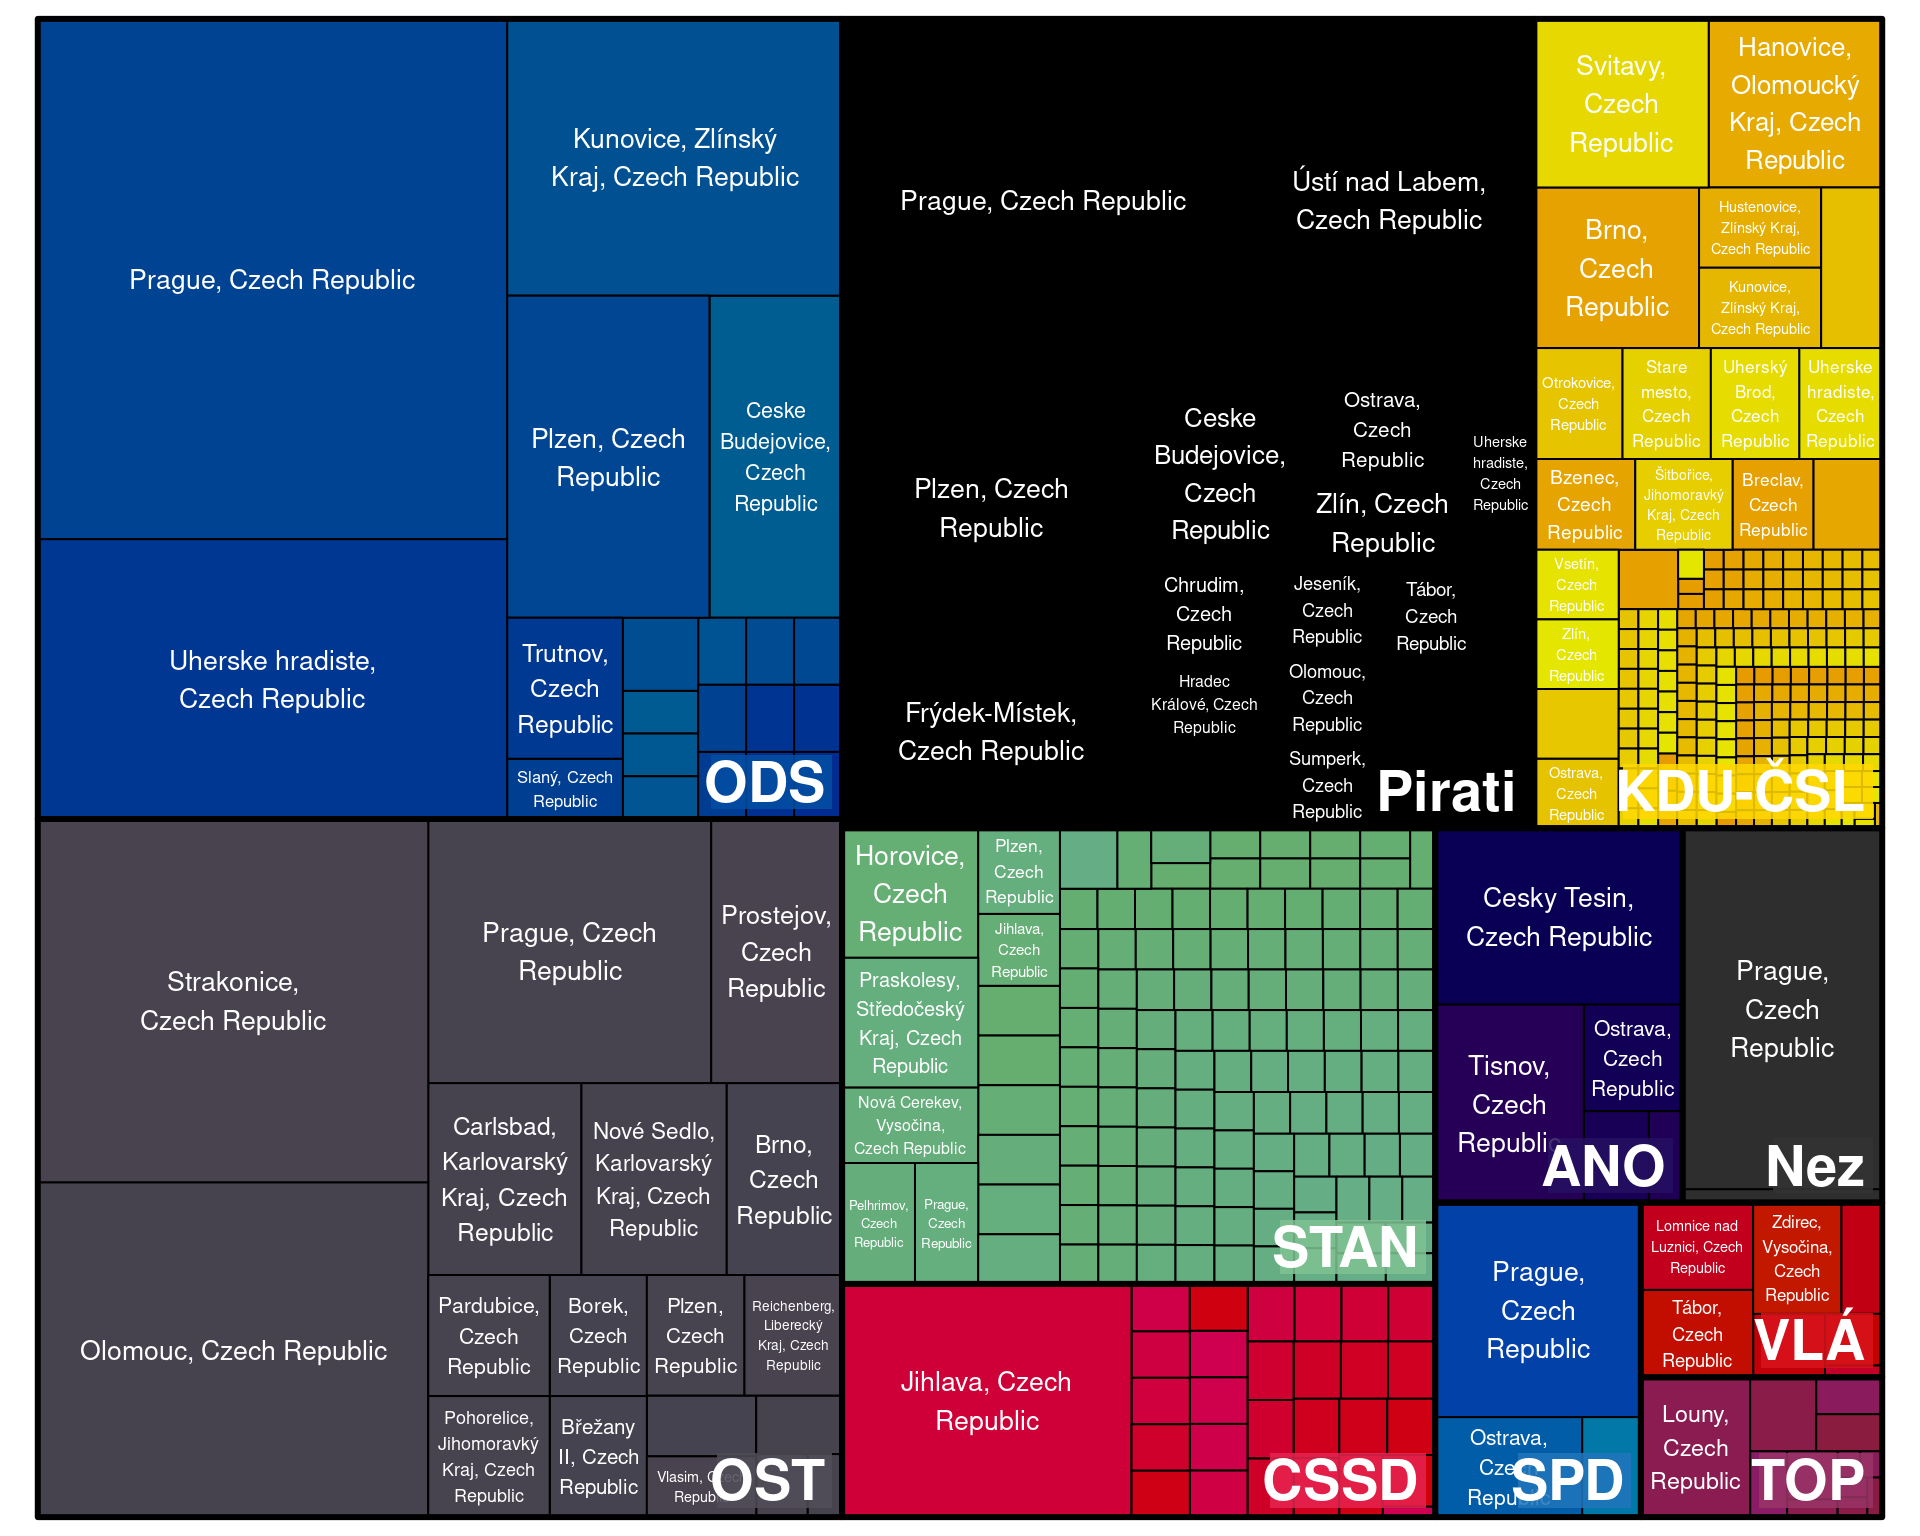 Prague, Czech Republic
Kunovice, Zlínský
Kraj, Czech Republic
Plzen, Czech
Republic
Ceske
Budejovice,
Czech
Republic
Uherske hradiste,
Czech Republic
Trutnov,
Czech
Republic
Slaný, Czech
Republic
ODS
Prague, Czech Republic
Ústí nad Labem,
Czech Republic
Plzen, Czech
Republic
Ceske
Budejovice,
Czech
Republic
Ostrava,
Czech
Republic
Uherske
hradiste,
Czech
Republic
Zlín, Czech
Republic
Frýdek-Místek,
Czech Republic
Chrudim,
Czech
Republic
Jeseník,
Czech
Republic
Tábor,
Czech
Republic
Hradec
Králové, Czech
Republic
Olomouc,
Czech
Republic
Sumperk,
Czech
Republic
Pirati
Svitavy,
Czech
Republic
Hanovice,
Olomoucký
Kraj, Czech
Republic
Brno,
Czech
Republic
Hustenovice,
Zlínský Kraj,
Czech Republic
Kunovice,
Zlínský Kraj,
Czech Republic
Otrokovice,
Czech
Republic
Stare
mesto,
Czech
Republic
Uherský
Brod,
Czech
Republic
Uherske
hradiste,
Czech
Republic
Bzenec,
Czech
Republic
Šitbořice,
Jihomoravký
Kraj, Czech
Republic
Breclav,
Czech
Republic
Vsetín,
Czech
Republic
Zlín,
Czech
Republic
Ostrava,
Czech
Republic
KDU-ČSL
Strakonice,
Czech Republic
Prague, Czech
Republic
Prostejov,
Czech
Republic
Olomouc, Czech Republic
Carlsbad,
Karlovarský
Kraj, Czech
Republic
Nové Sedlo,
Karlovarský
Kraj, Czech
Republic
Brno,
Czech
Republic
Pardubice,
Czech
Republic
Borek,
Czech
Republic
Plzen,
Czech
Republic
Reichenberg,
Liberecký
Kraj, Czech
Republic
Pohorelice,
Jihomoravký
Kraj, Czech
Republic
Břežany
II, Czech
Republic
Vlasim, Czech
Republic
OST
Horovice,
Czech
Republic
Plzen,
Czech
Republic
Jihlava,
Czech
Republic
Praskolesy,
Středočeský
Kraj, Czech
Republic
Nová Cerekev,
Vysočina,
Czech Republic
Pelhrimov,
Czech
Republic
Prague,
Czech
Republic
STAN
Jihlava, Czech
Republic
CSSD
Cesky Tesin,
Czech Republic
Tisnov,
Czech
Republic
Ostrava,
Czech
Republic
ANO
Prague,
Czech
Republic
Nez
Prague,
Czech
Republic
Ostrava,
Czech
Republic
SPD
Lomnice nad
Luznici, Czech
Republic
Zdirec,
Vysočina,
Czech
Republic
Tábor,
Czech
Republic
VLÁ
Louny,
Czech
Republic
TOP